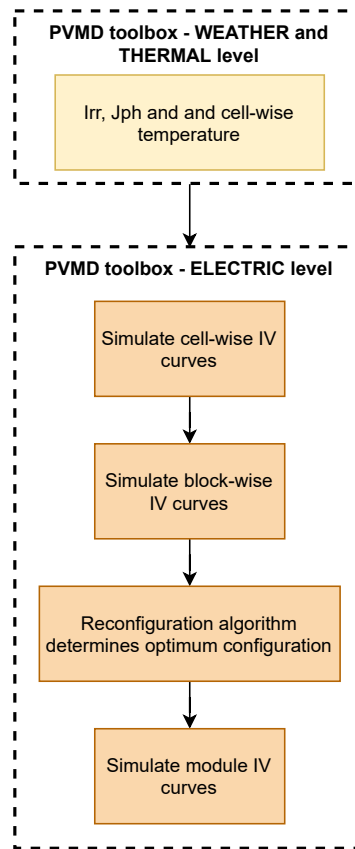 PVMD toolbox - WEATHER and
THERMAL level
Irr, Jph and and cell-wise
temperature
PVMD toolbox - ELECTRIC level
Simulate cell-wise IV
curves
Simulate block-wise
IV curves
Reconfiguration algorithm
determines optimum configuration
Simulate module IV
curves